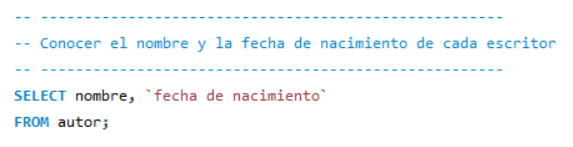 -- --------------------------------------------------
-- Conocer el nombre y la fecha de nacimiento de cada escritor
-- --------------------------------------------------
SELECT nombre, `fecha de nacimiento`
FROM autor;